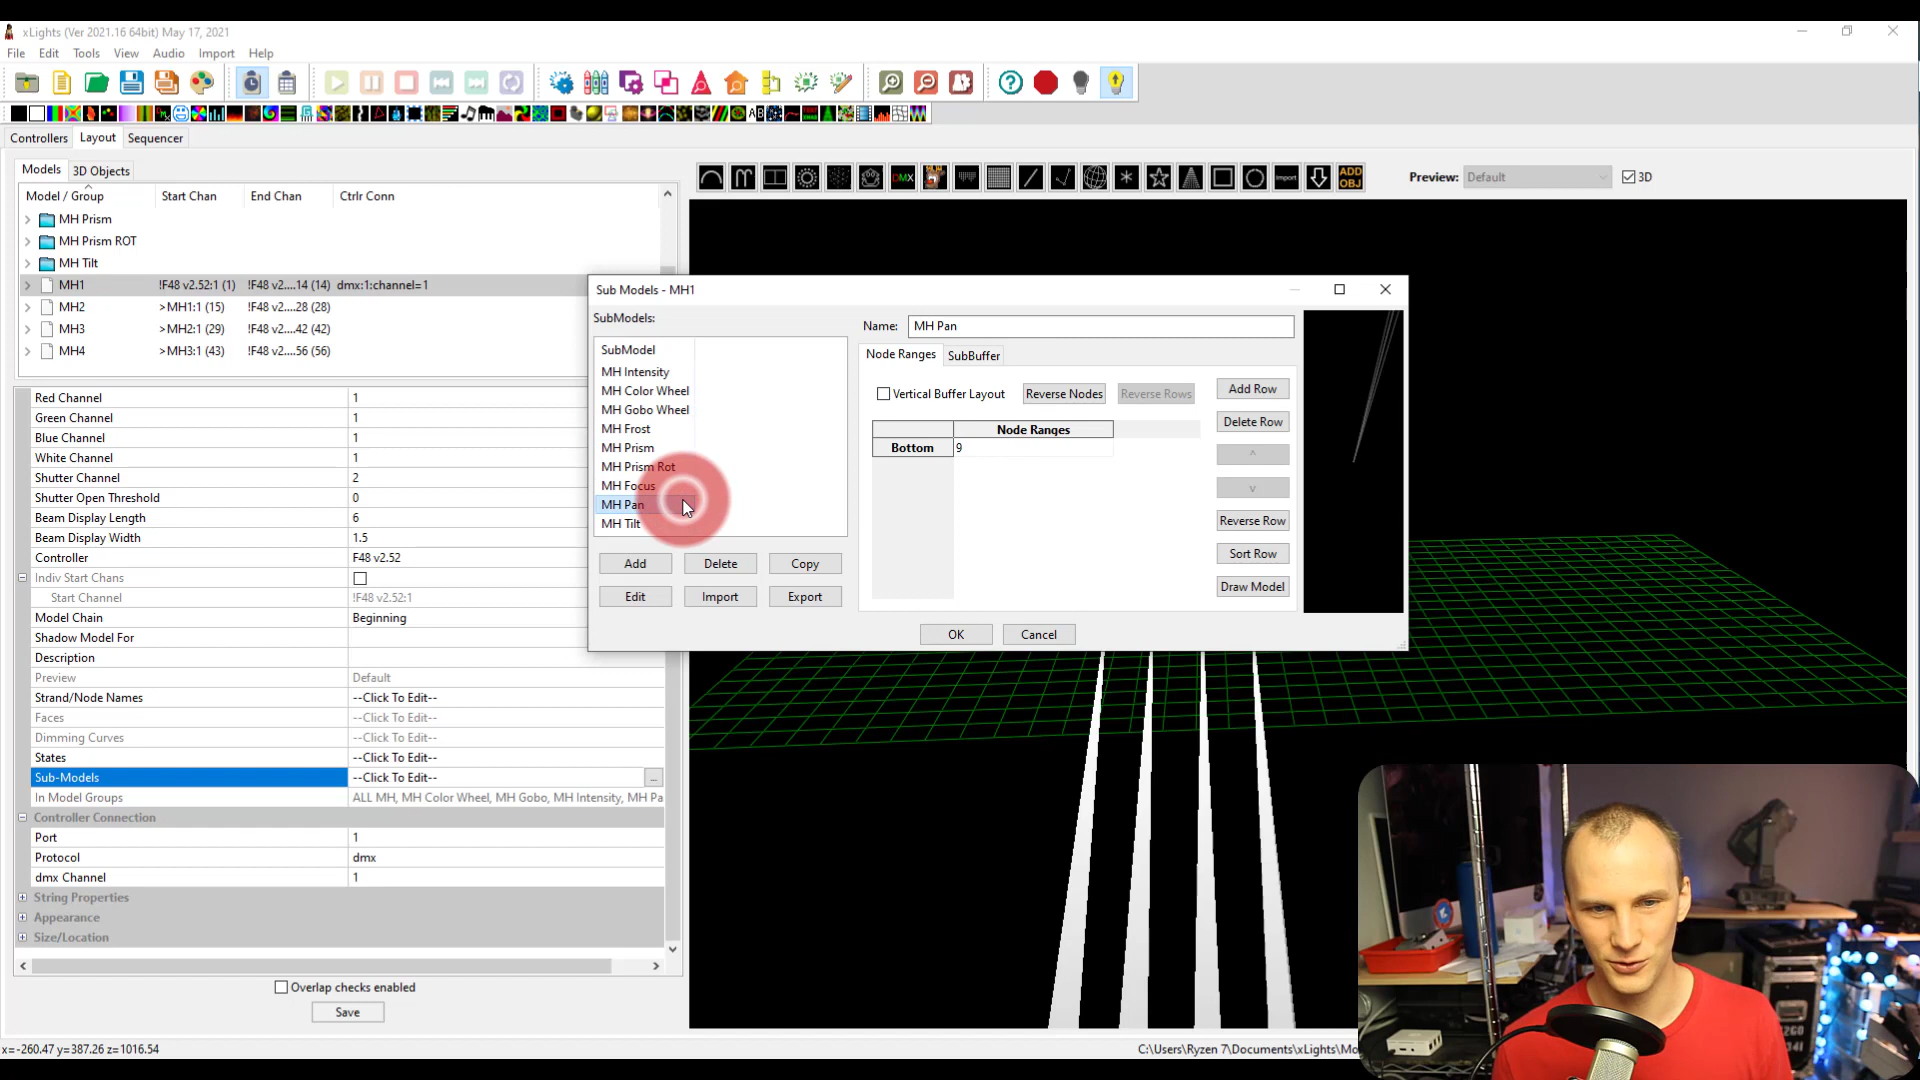 xLights (Ver 2021.16 64bit) May 17, 2021
File Edit Tools View Audio Import Help
Controllers Layout Sequencer
Models 3D Objects
Model / Group Start Chan End Chan Ctrlr Conn
MH Prism
MH Prism ROT
MH Tilt
MH1 !F48 v2.52:1 (1) !F48 v2....14 (14) dmx:1:channel=1
MH2 >MH1:1 (15) !F48 v2....28 (28)
MH3 >MH2:1 (29) !F48 v2....42 (42)
MH4 >MH3:1 (43) !F48 v2....56 (56)
Red Channel 1
Green Channel 1
Blue Channel 1
White Channel 1
Shutter Channel 2
Shutter Open Threshold 0
Beam Display Length 6
Beam Display Width 1.5
Controller F48 v2.52
Indiv Start Chans
Start Channel !F48 v2.52:1
Model Chain Beginning
Shadow Model For
Description
Preview Default
Strand/Node Names --Click To Edit--
Faces --Click To Edit--
Dimming Curves --Click To Edit--
States --Click To Edit--
Sub-Models --Click To Edit-- ...
In Model Groups ALL MH, MH Color Wheel, MH Gobo, MH Intensity, MH Pa
Controller Connection
Port 1
Protocol dmx
dmx Channel 1
String Properties
Appearance
Size/Location
Overlap checks enabled
Save
DMX
Import
ADD
OBJ
Preview: Default 3D
Sub Models - MH1
SubModels:
SubModel
MH Intensity
MH Color Wheel
MH Gobo Wheel
MH Frost
MH Prism
MH Prism Rot
MH Focus
MH Pan
MH Tilt
Add Delete Copy
Edit Import Export
Name: MH Pan
Node Ranges SubBuffer
Vertical Buffer Layout Reverse Nodes Reverse Rows
Node Ranges
Bottom 9
Add Row
Delete Row
^
v
Reverse Row
Sort Row
Draw Model
OK Cancel
x=-260.47 y=387.26 z=1016.54
C:\Users\Ryzen 7\Documents\xLights\Mo